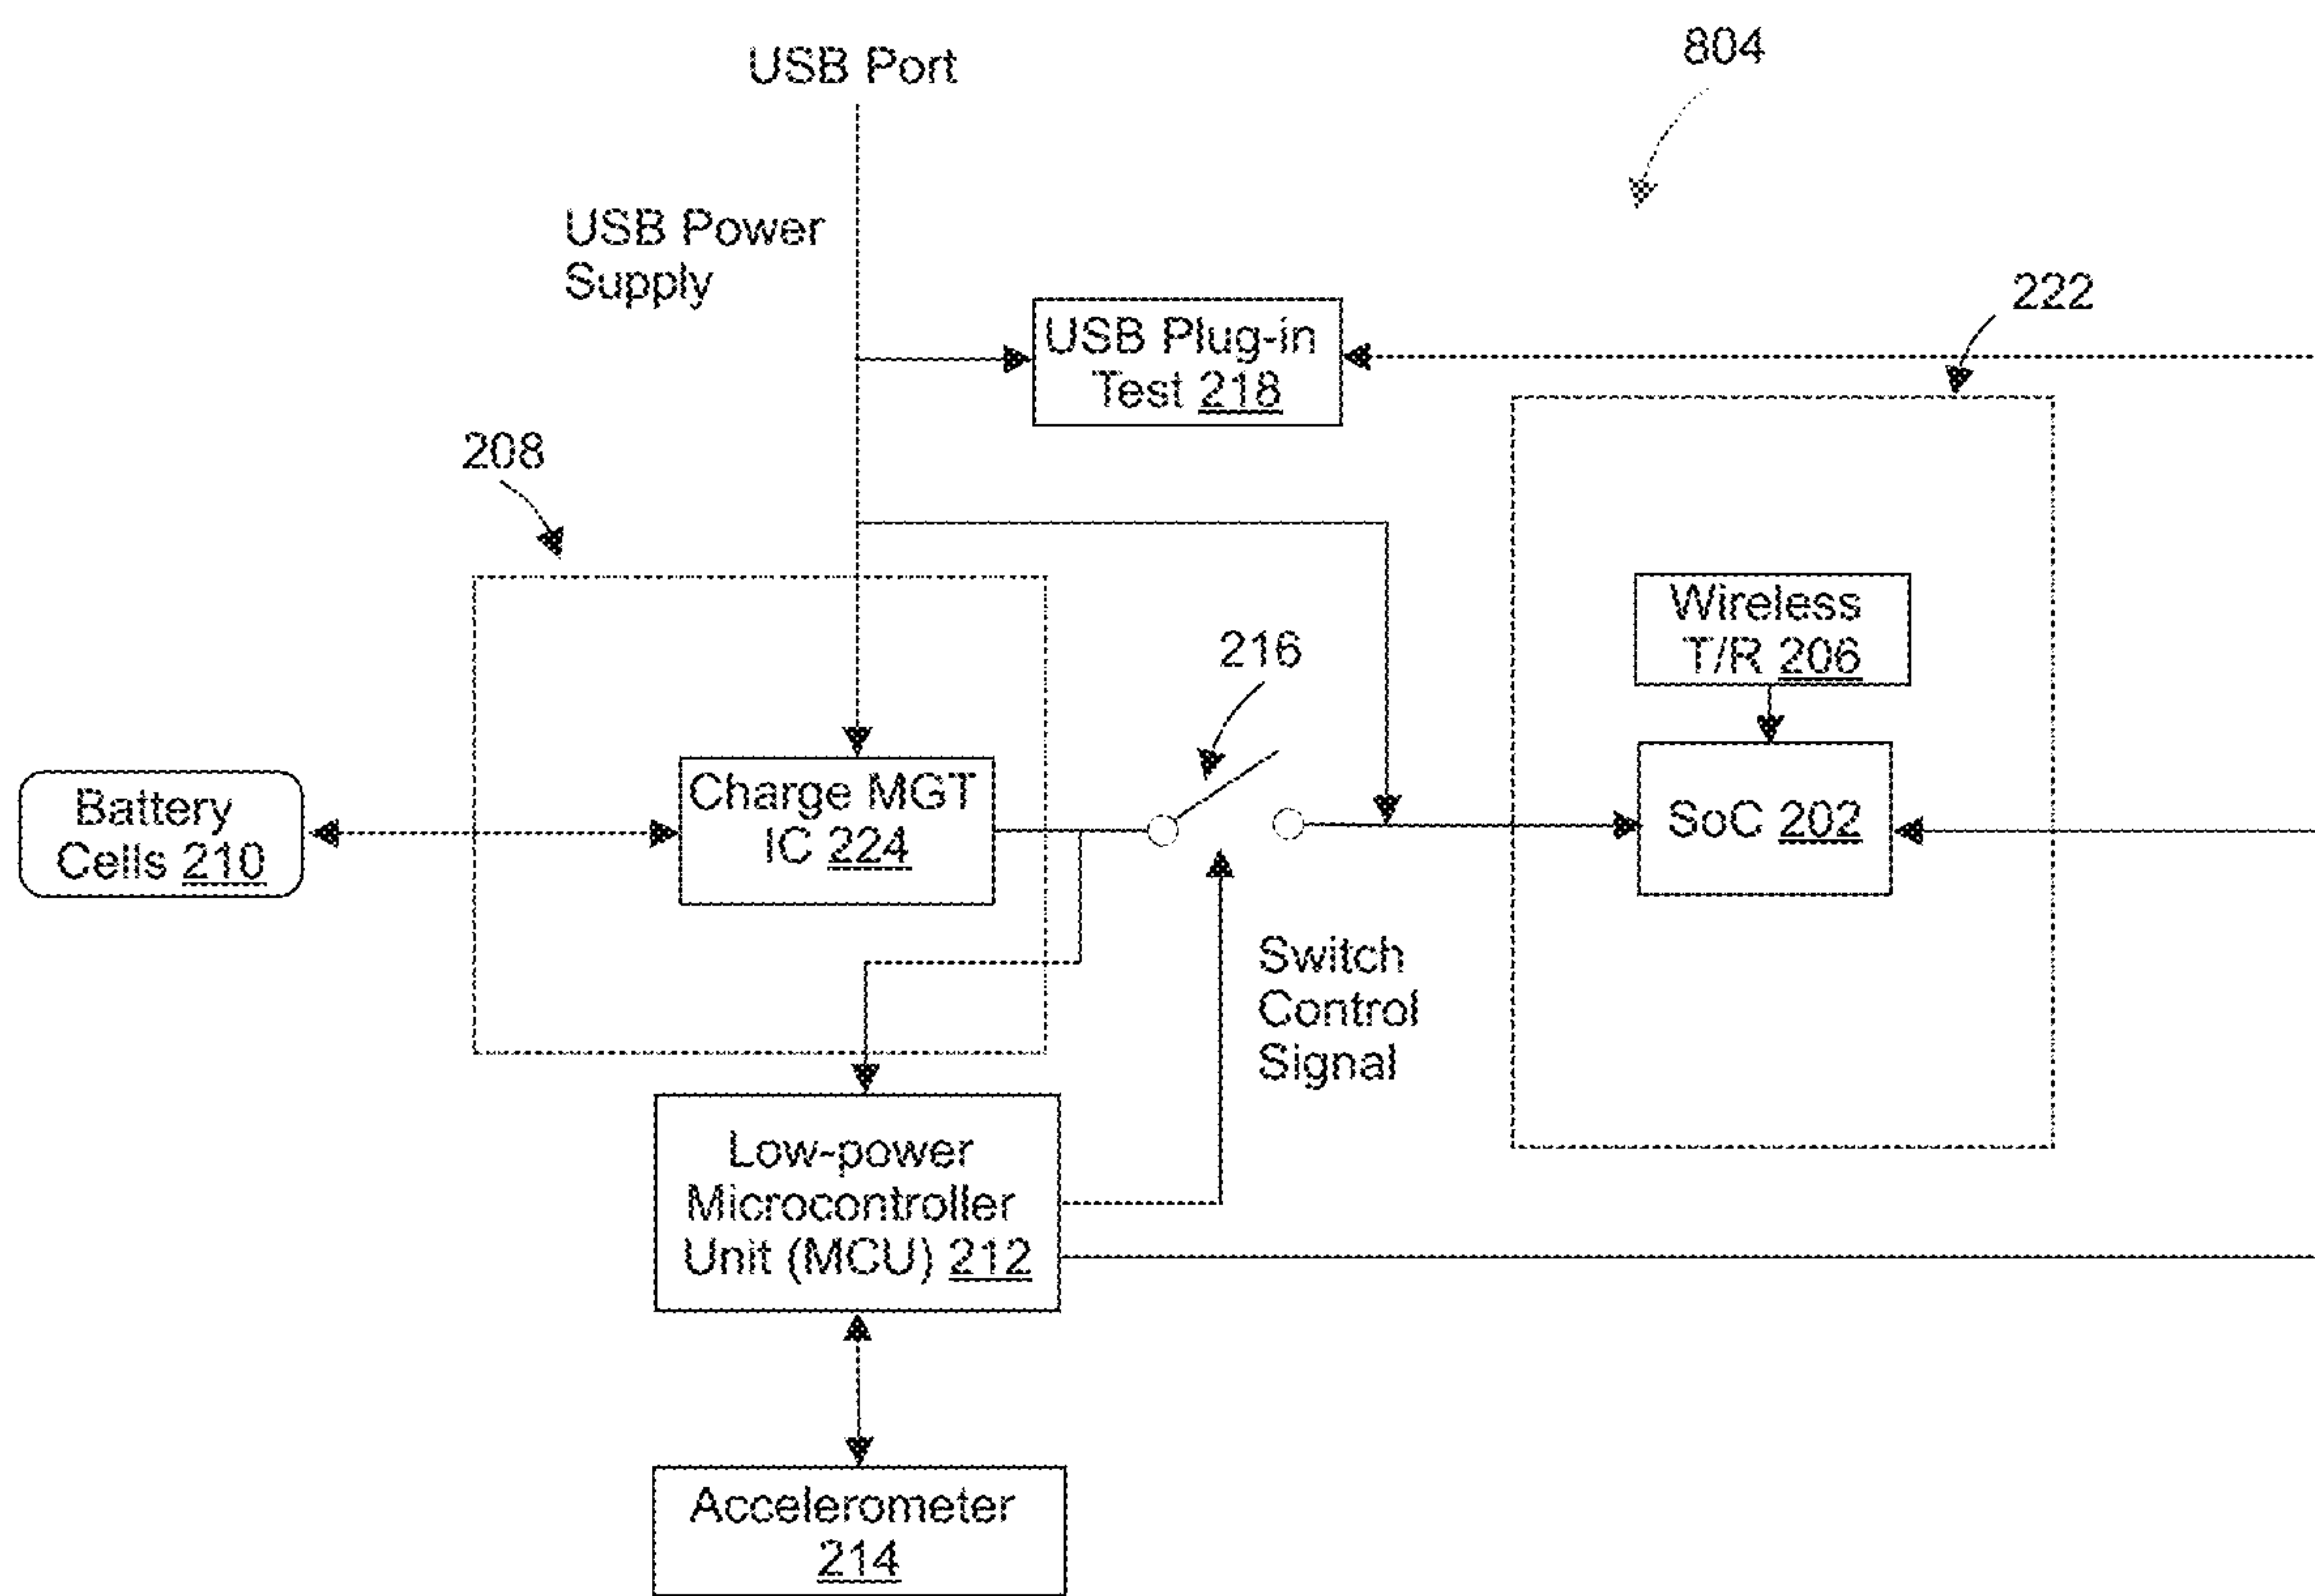 804
USB Port
USB Power
Supply
222
USB Plug-in
Test 218
208
Wireless
T/R 206
216
Battery
Cells 210
Charge MGT
IC 224
SoC 202
Switch
Control
Signal
Low-power
Microcontroller
Unit (MCU) 212
Accelerometer
214